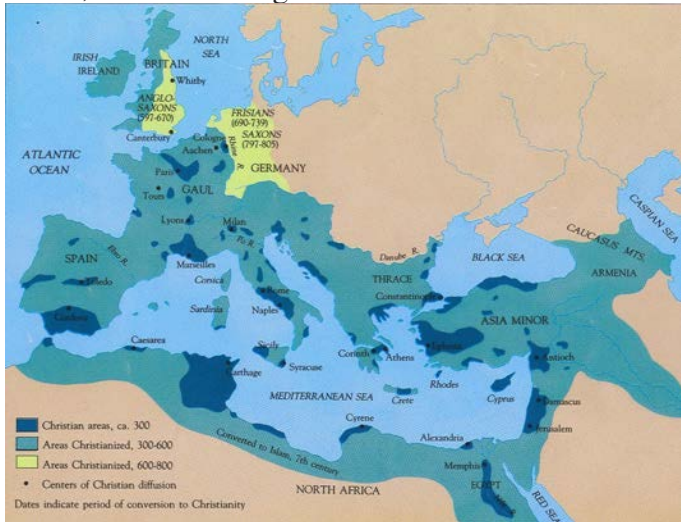 NORTH
SEA
IRISH
IRELAND
BRITAIN
Whitby
ANGLO-
SAXONS
(597-670)
Canterbury
FRISIANS
(690-739)
SAXONS
(797-805)
Cologne
Aachen
Rhine R.
GERMANY
ATLANTIC
OCEAN
Paris
GAUL
Tours
Lyons
Milan
Po R.
CASPIAN SEA
CAUCASUS MTS.
ARMENIA
BLACK SEA
Danube R.
THRACE
Constantinople
SPAIN
Ebro R.
Toledo
Cordova
Marseilles
Corsica
Rome
Naples
Sardinia
Sicily
Syracuse
Corinth
Athens
Ephesus
ASIA MINOR
Antioch
Caesarea
Carthage
MEDITERRANEAN SEA
Crete
Rhodes
Cyprus
Damascus
Jerusalem
Cyrene
Alexandria
Memphis
EGYPT
Nile R.
RED SEA
Converted to Islam, 7th century
NORTH AFRICA
Christian areas, ca. 300
Areas Christianized, 300-600
Areas Christianized, 600-800
Centers of Christian diffusion
Dates indicate period of conversion to Christianity